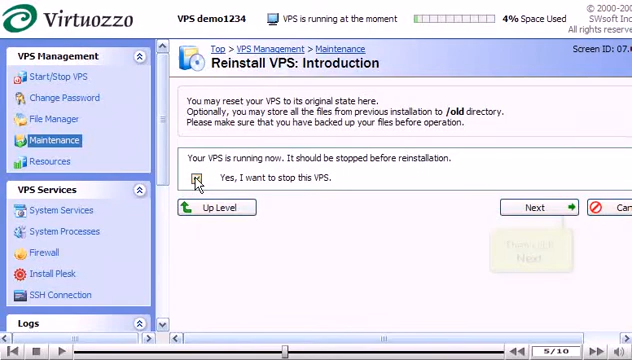 Virtuozzo
VPS demo1234
VPS is running at the moment
4% Space Used
© 2000-200
SWsoft Inc
VPS Management
Start/Stop VPS
Change Password
File Manager
Maintenance
Resources
VPS Services
System Services
System Processes
Firewall
Install Plesk
SSH Connection
Logs
Top > VPS Management > Maintenance
Screen ID: 07.
Reinstall VPS: Introduction
You may reset your VPS to its original state here.
Optionally, you may store all the files from previous installation to /old directory.
Please make sure that you have backed up your files before operation.
Your VPS is running now. It should be stopped before reinstallation.
Yes, I want to stop this VPS.
Up Level
Next
Can
Then click
Next
5/10